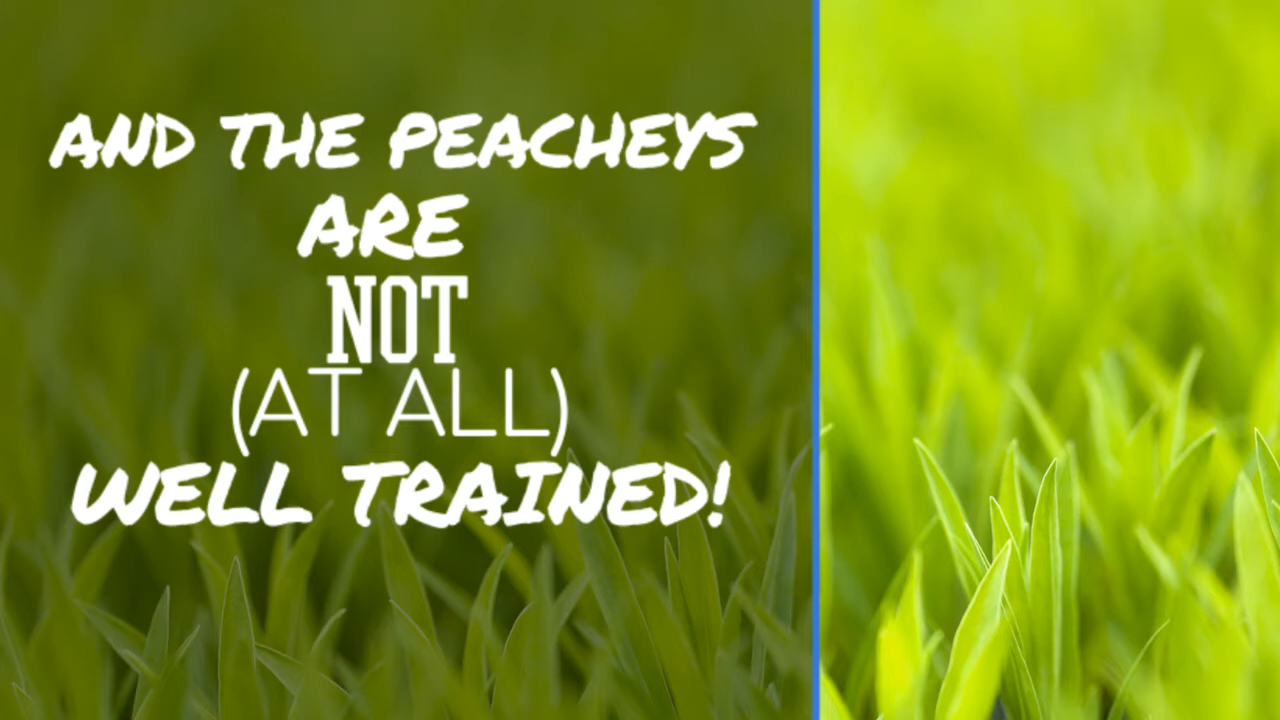 AND THE PEACHEYS
ARE
NOT
(AT ALL)
WELL TRAINED!